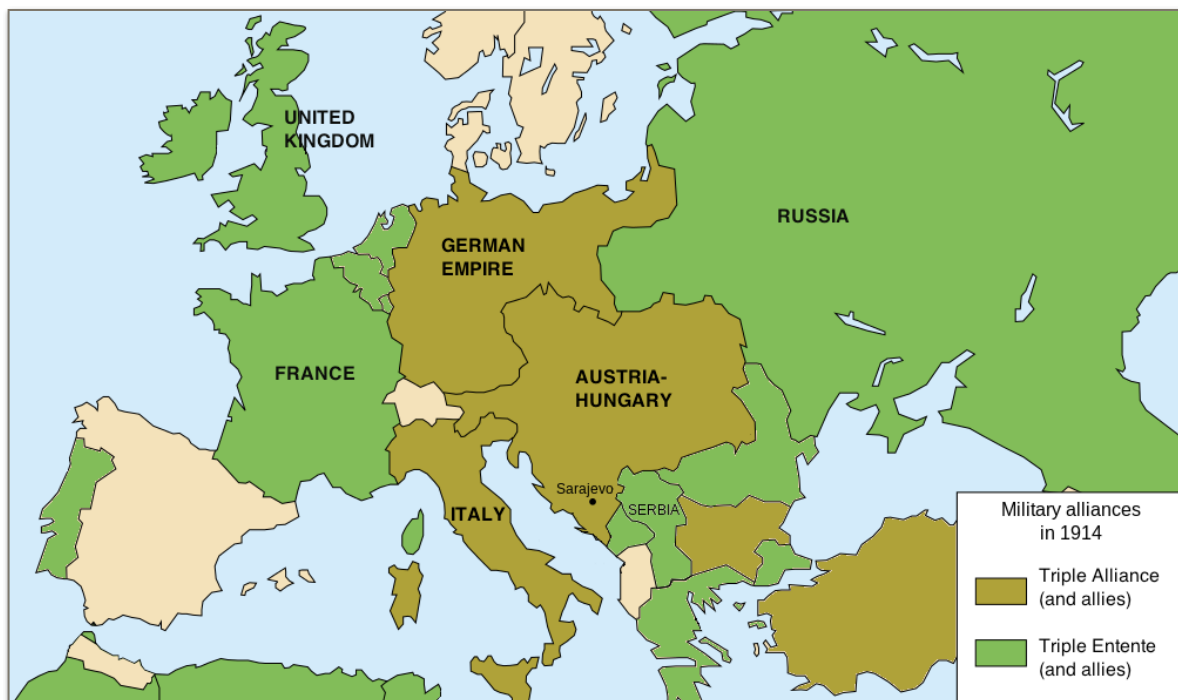 UNITED
KINGDOM
RUSSIA
GERMAN
EMPIRE
FRANCE
AUSTRIA-
HUNGARY
Sarajevo
SERBIA
ITALY
Military alliances
in 1914
Triple Alliance
(and allies)
Triple Entente
(and allies)